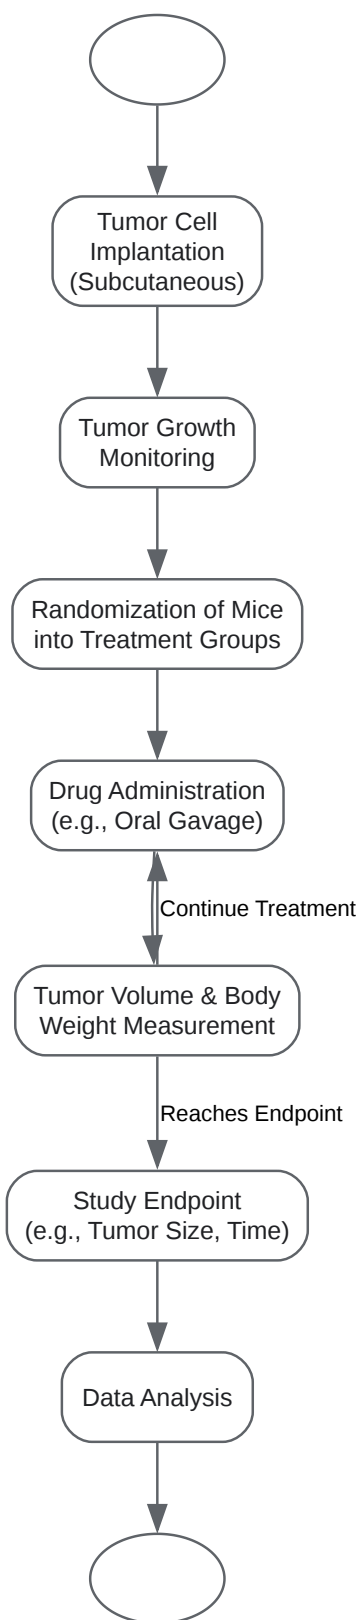 Tumor Cell
Implantation
(Subcutaneous)
Tumor Growth
Monitoring
Randomization of Mice
into Treatment Groups
Drug Administration
(e.g., Oral Gavage)
Continue Treatment
Tumor Volume & Body
Weight Measurement
Reaches Endpoint
Study Endpoint
(e.g., Tumor Size, Time)
Data Analysis